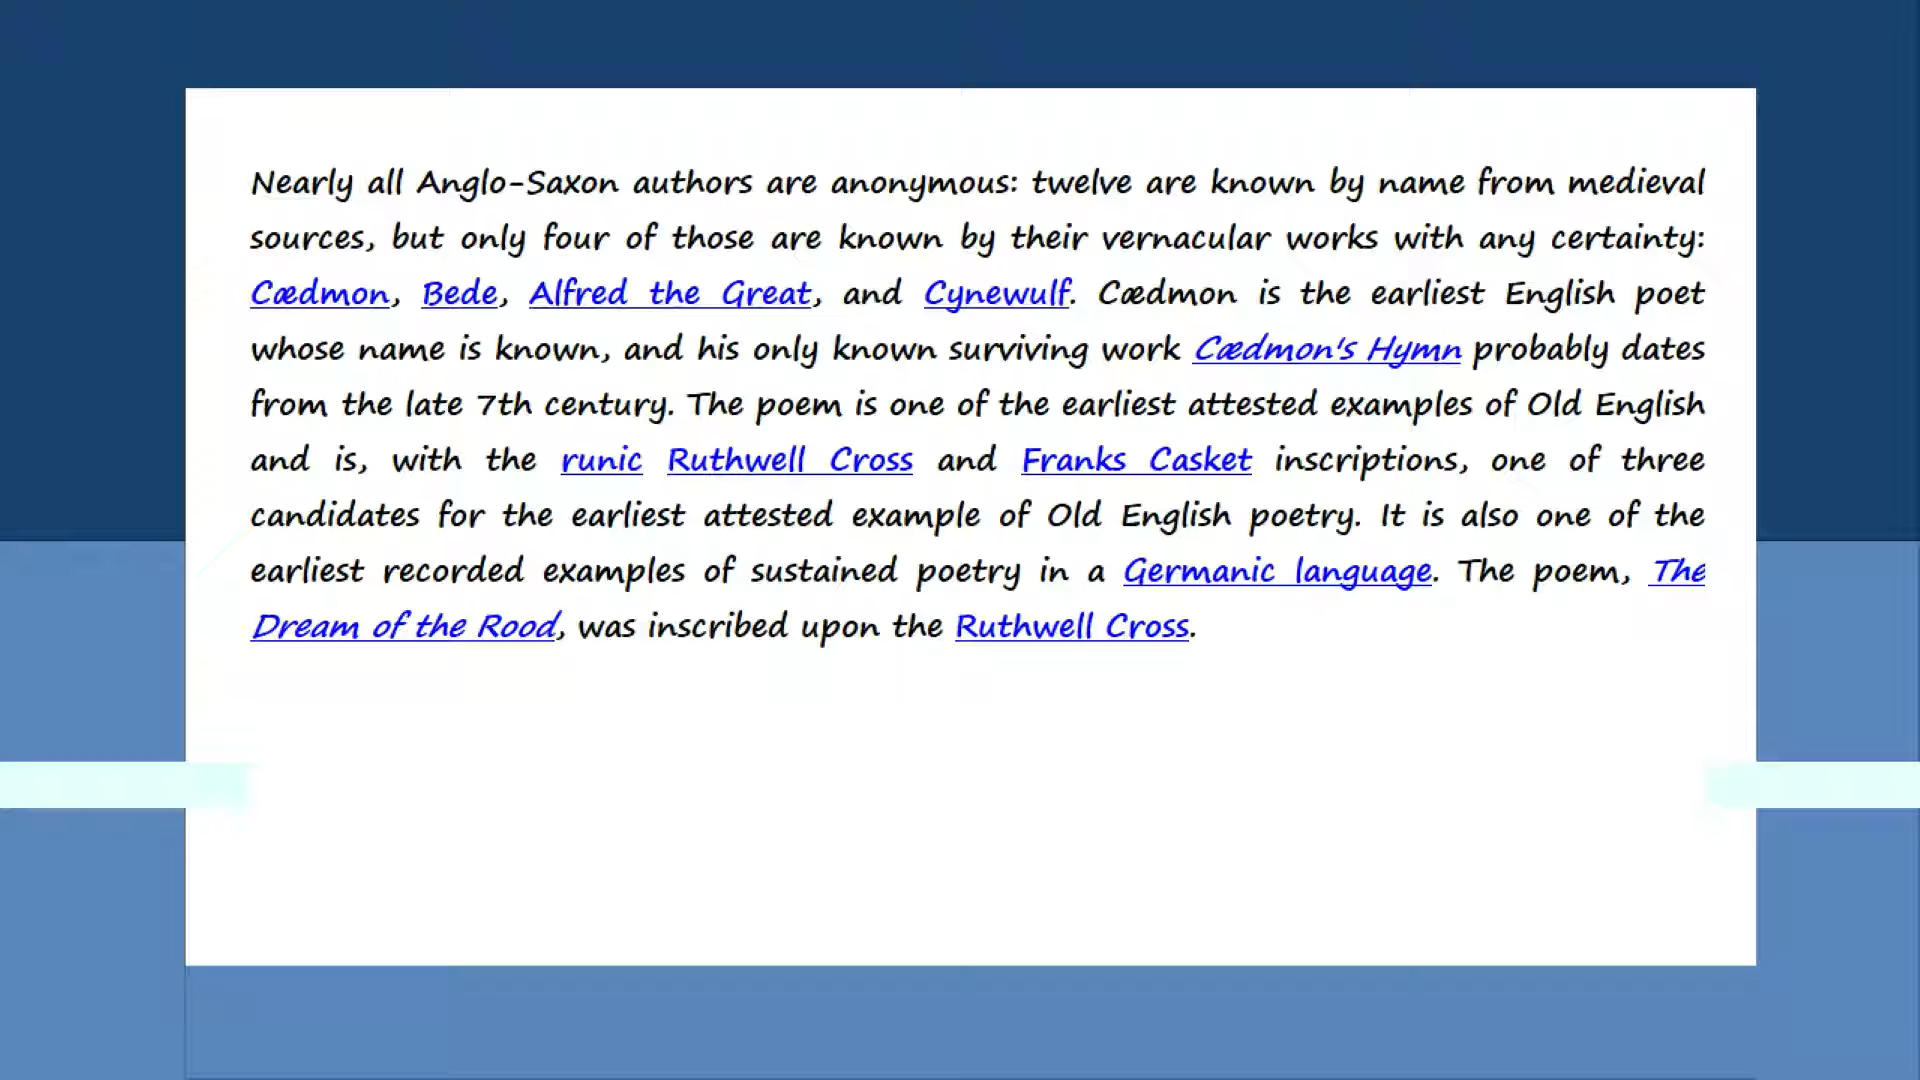 Nearly all Anglo-Saxon authors are anonymous: twelve are known by name from medieval
sources, but only four of those are known by their vernacular works with any certainty:
Cædmon, Bede, Alfred the Great, and Cynewulf. Cædmon is the earliest English poet
whose name is known, and his only known surviving work Cædmon's Hymn probably dates
from the late 7th century. The poem is one of the earliest attested examples of Old English
and is, with the runic Ruthwell Cross and Franks Casket inscriptions, one of three
candidates for the earliest attested example of Old English poetry. It is also one of the
earliest recorded examples of sustained poetry in a Germanic language. The poem, The
Dream of the Rood, was inscribed upon the Ruthwell Cross.